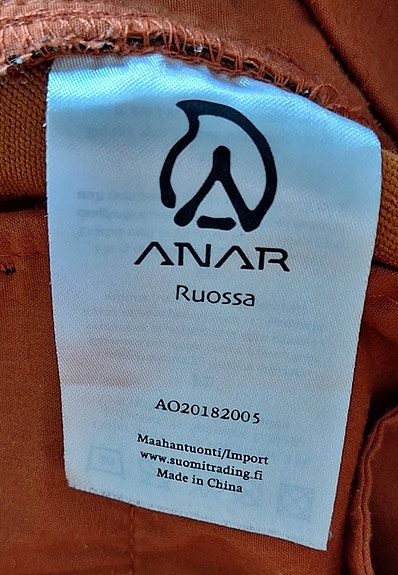 ANAR
Ruossa
AO20182005
Maahantuonti/Import
www.suomitrading.fi
Made in China